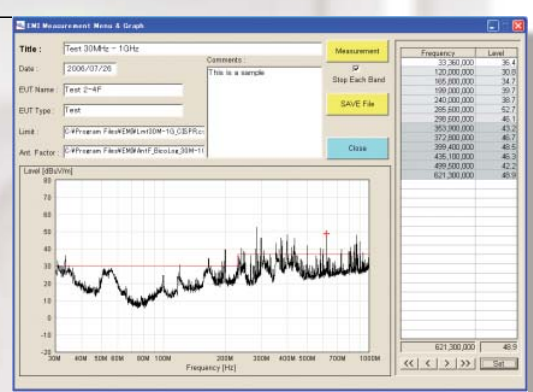 EMI Measurement Menu & Graph
Title : Test 30MHz - 1GHz
Date : 2006/07/26
EUT Name : Test 2-4F
EUT Type : Test
Limit :
Ant. Factor :
Comments :
This is a sample
Measurement
Stop Each Band
SAVE File
Close
Frequency Level
33,360,000 36.4
120,000,000 30.8
165,800,000 34.7
199,000,000 39.7
240,000,000 38.7
285,600,000 52.7
298,600,000 46.1
353,900,000 43.2
372,800,000 46.7
399,400,000 48.5
435,100,000 46.3
499,500,000 42.2
621,300,000 48.9
621,300,000 48.9
<< < > >> Set
Level [dBuV/m]
80
70
60
50
40
30
20
10
0
-10
-20
30M 40M 50M 60M 80M 100M 200M 300M 400M 500M 700M 1000M
Frequency [Hz]